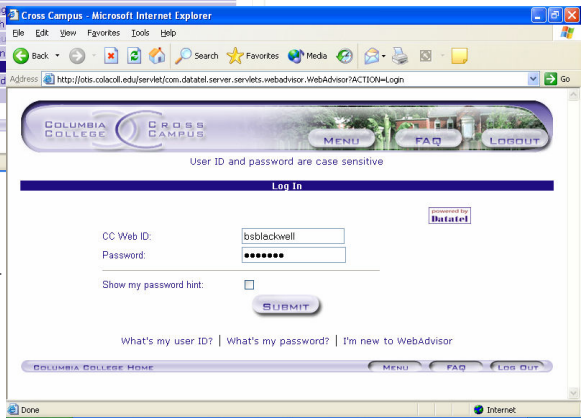 Cross Campus - Microsoft Internet Explorer
File Edit View Favorites Tools Help
Back Search Favorites Media
Address http://otis.colacoll.edu/servlet/com.datatel.server.servlets.webadvisor.WebAdvisor?ACTION=Login Go
COLUMBIA COLLEGE CROSS CAMPUS
MENU FAQ LOGOUT
User ID and password are case sensitive
Log In
powered by
Datatel
CC Web ID: bsblackwell
Password: •••••••
Show my password hint:
SUBMIT
What's my user ID? | What's my password? | I'm new to WebAdvisor
COLUMBIA COLLEGE HOME MENU FAQ LOG OUT
Done Internet